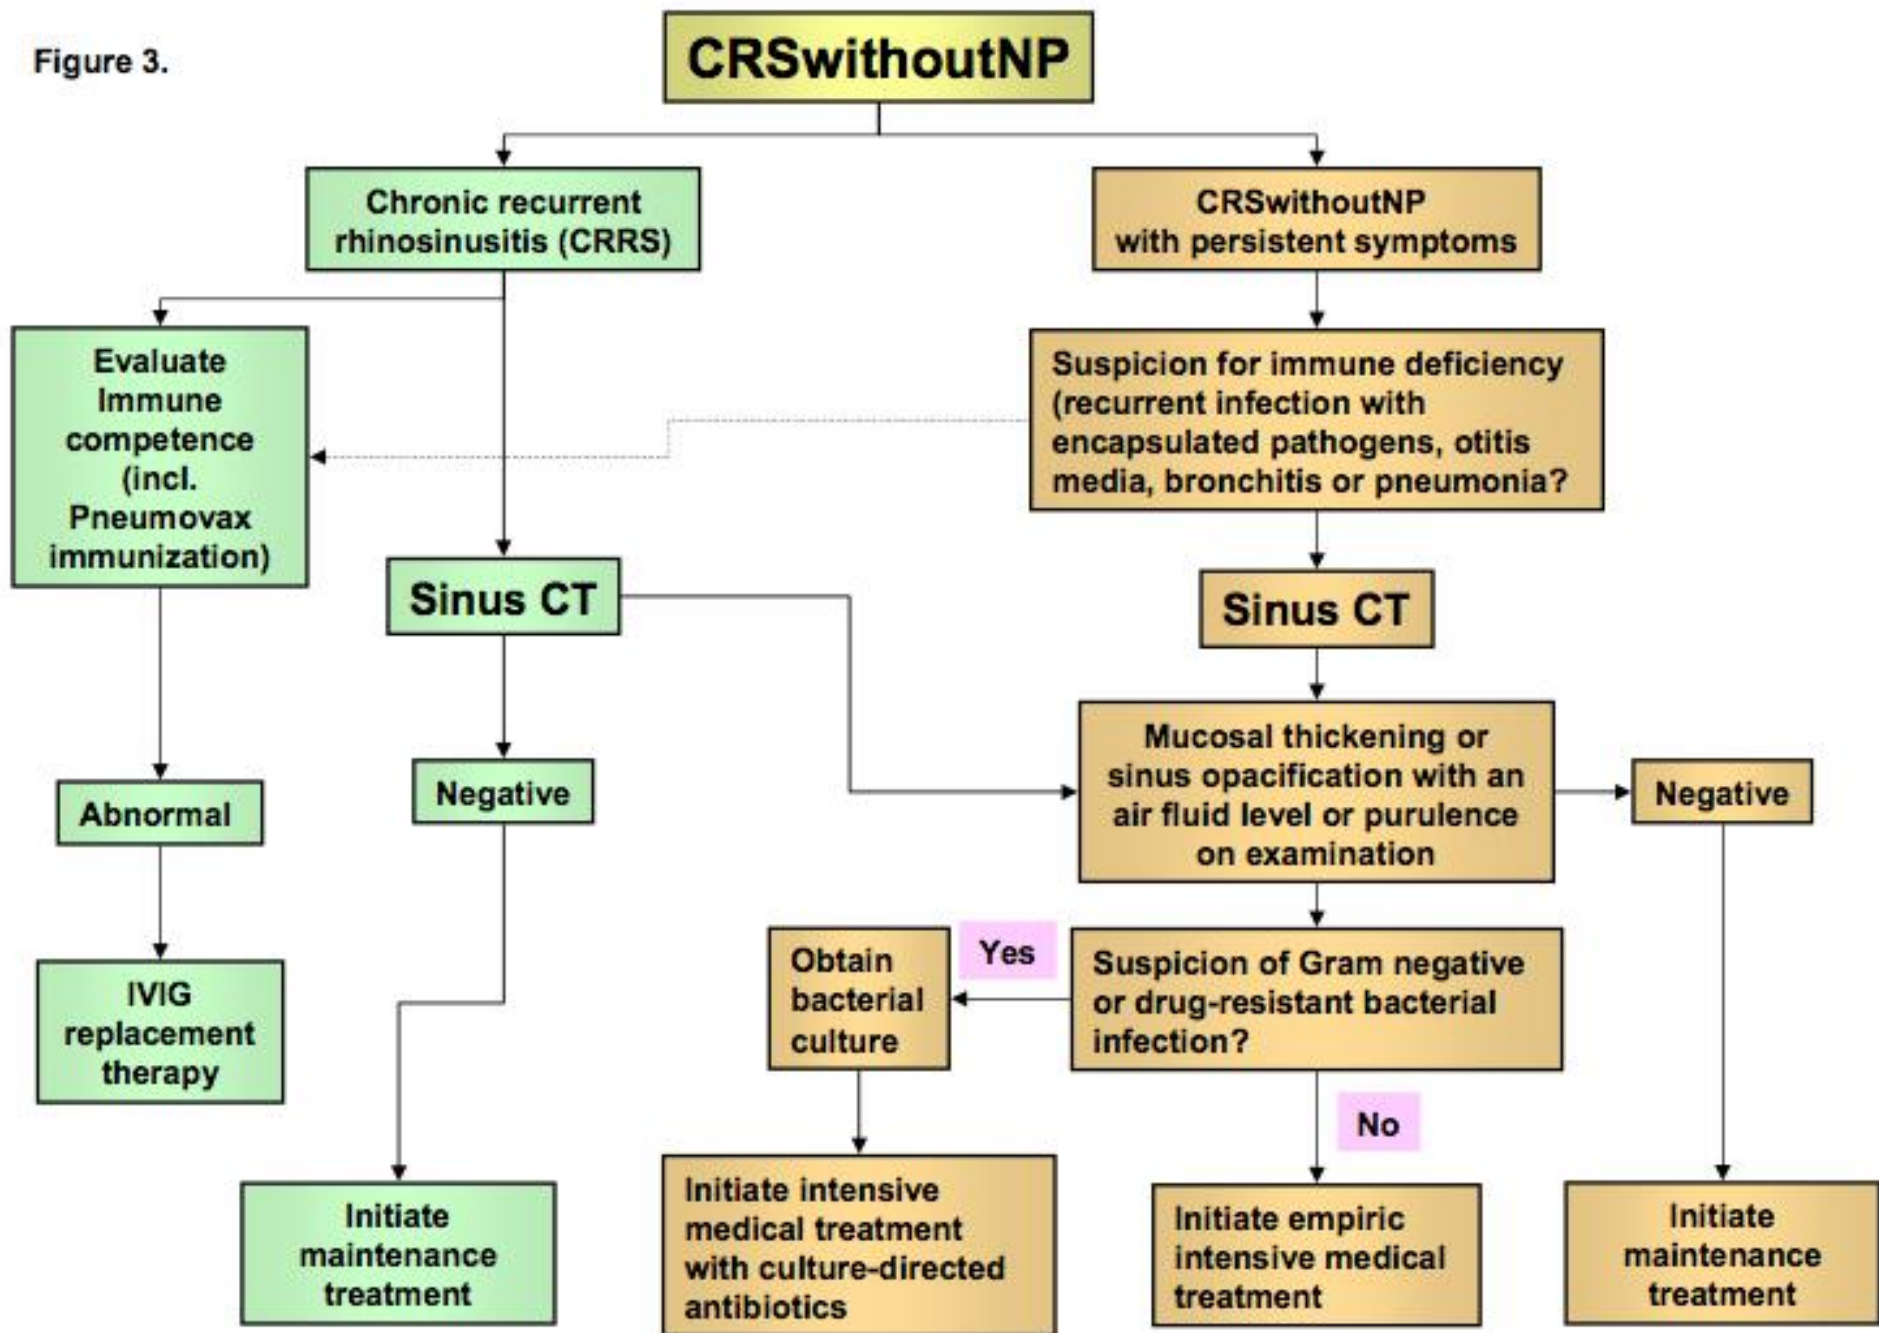 Figure 3.
CRSwithoutNP
Chronic recurrent
rhinosinusitis (CRRS)
CRSwithoutNP
with persistent symptoms
Evaluate
Immune
competence
(incl.
Pneumovax
immunization)
Suspicion for immune deficiency
(recurrent infection with
encapsulated pathogens, otitis
media, bronchitis or pneumonia?
Sinus CT
Sinus CT
Mucosal thickening or
sinus opacification with an
air fluid level or purulence
on examination
Negative
Negative
Abnormal
Obtain
bacterial
culture
Yes
Suspicion of Gram negative
or drug-resistant bacterial
infection?
IVIG
replacement
therapy
No
Initiate
maintenance
treatment
Initiate intensive
medical treatment
with culture-directed
antibiotics
Initiate empiric
intensive medical
treatment
Initiate
maintenance
treatment